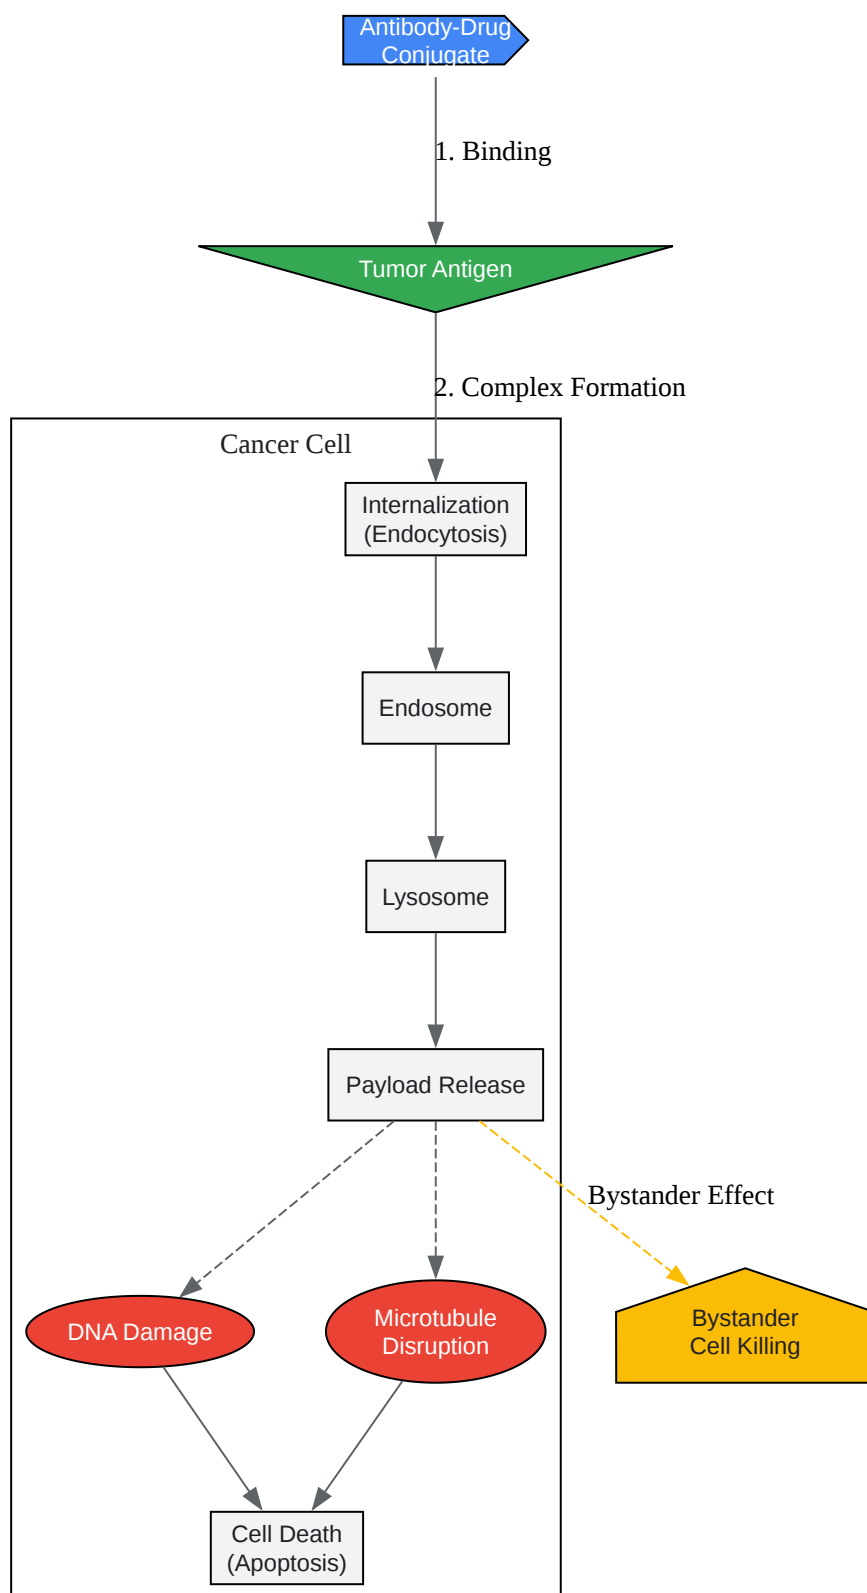 Antibody-Drug
Conjugate
1. Binding
Tumor Antigen
2. Complex Formation
Cancer Cell
Internalization
(Endocytosis)
Endosome
Lysosome
Payload Release
Bystander Effect
DNA Damage
Microtubule
Disruption
Bystander
Cell Killing
Cell Death
(Apoptosis)